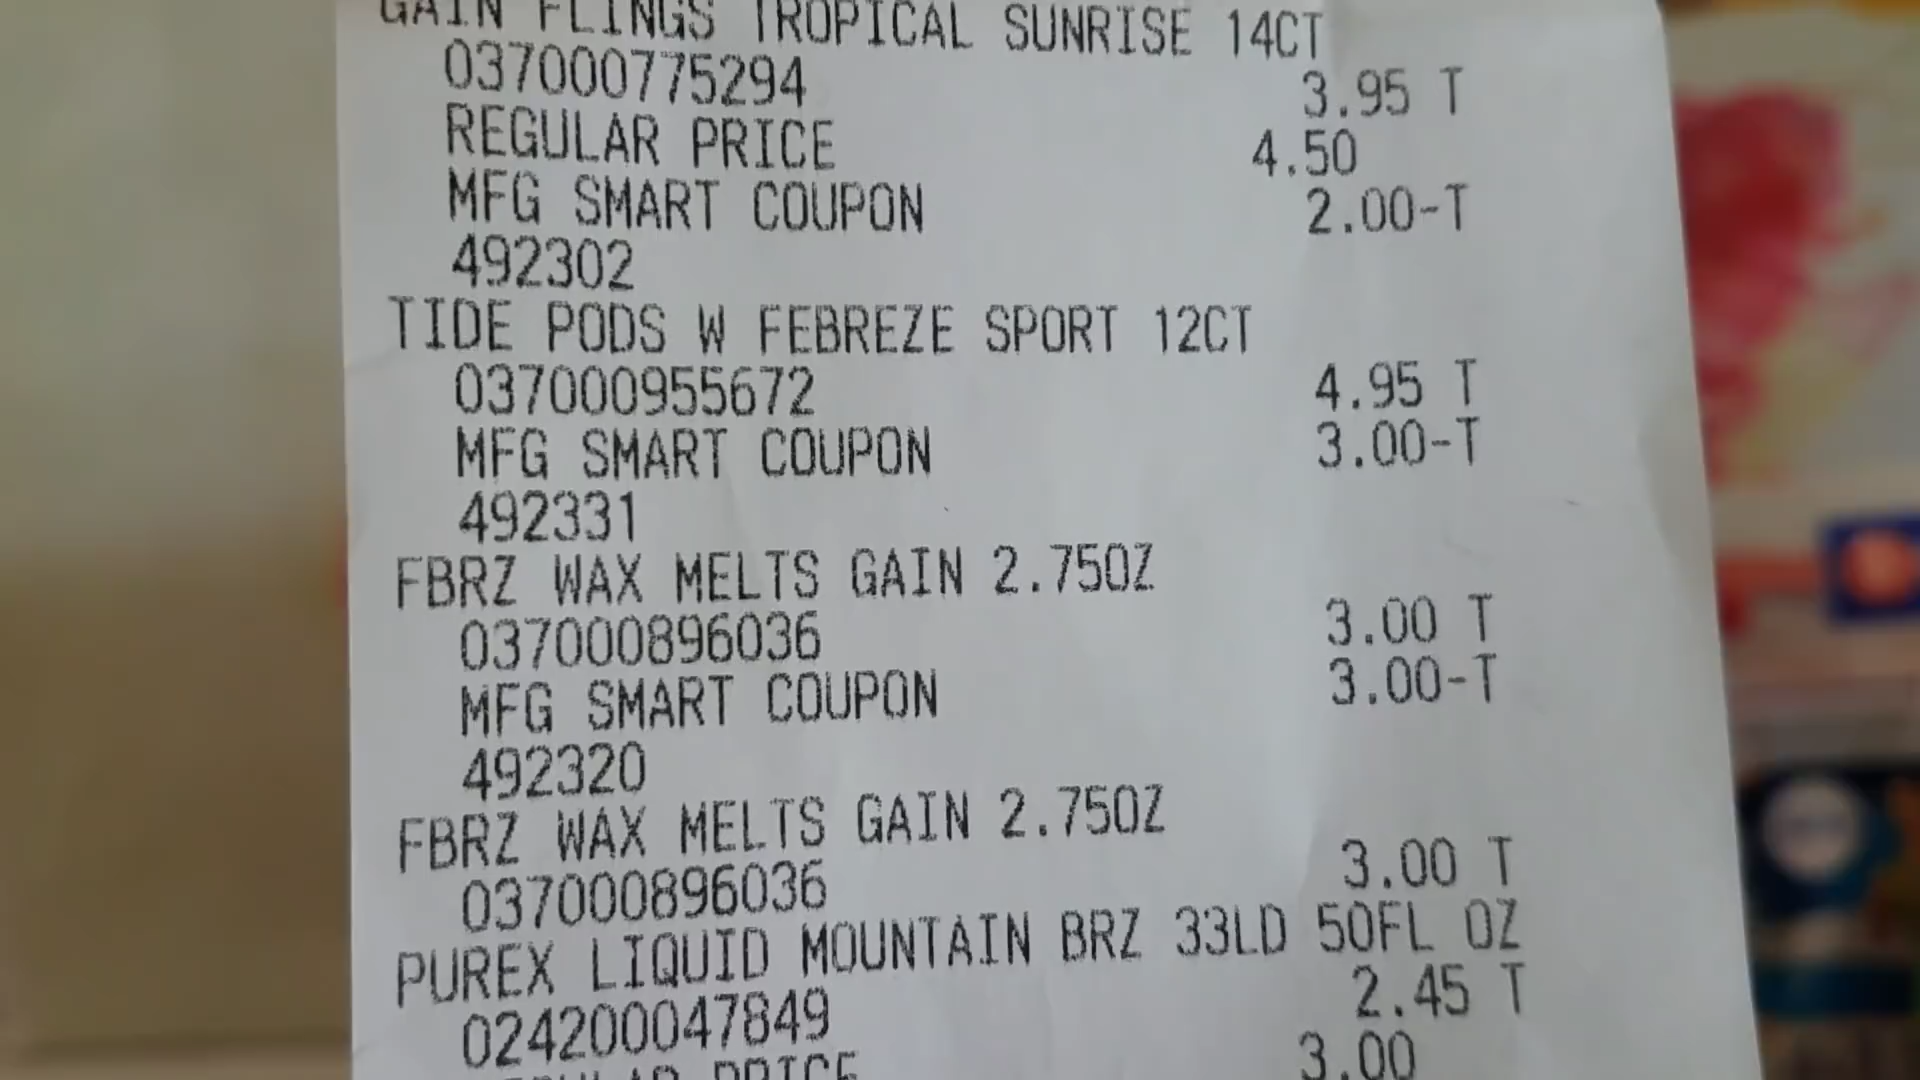 GAIN FLINGS TROPICAL SUNRISE 14CT
037000775294 3.95 T
REGULAR PRICE 4.50
MFG SMART COUPON 2.00-T
492302
TIDE PODS W FEBREZE SPORT 12CT
037000955672 4.95 T
MFG SMART COUPON 3.00-T
492331
FBRZ WAX MELTS GAIN 2.75OZ
037000896036 3.00 T
MFG SMART COUPON 3.00-T
492320
FBRZ WAX MELTS GAIN 2.75OZ
037000896036 3.00 T
PUREX LIQUID MOUNTAIN BRZ 33LD 50FL OZ
024200047849 2.45 T
REGULAR PRICE 3.00